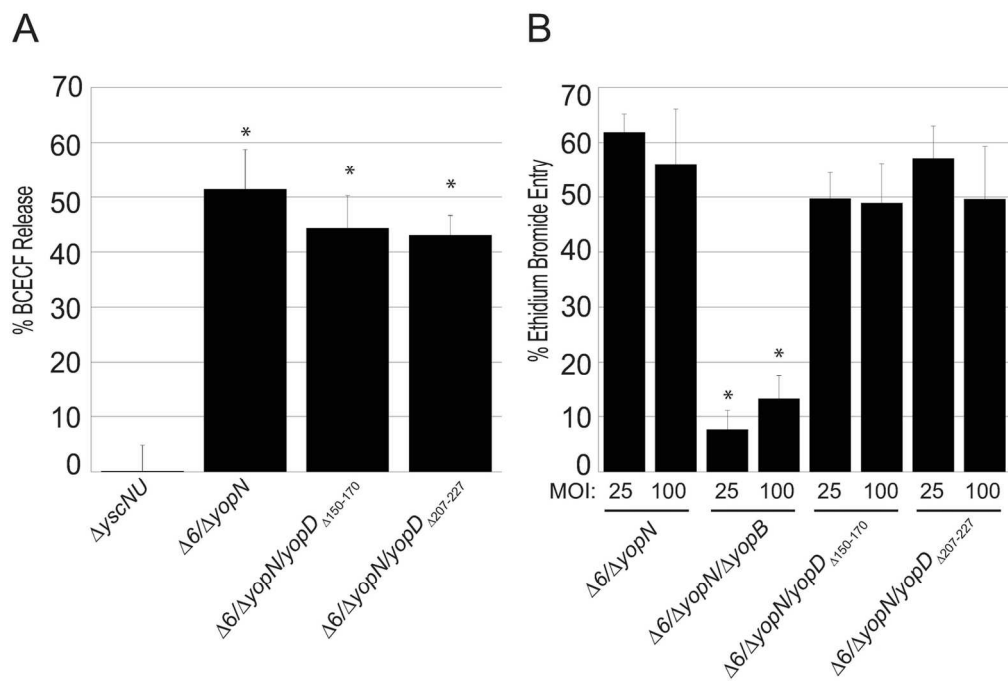 A
B
% BCECF Release
70
60
50
40
30
20
10
0
*
*
*
ΔyscNU
Δ6/ΔyopN
Δ6/ΔyopN/yopD Δ150-170
Δ6/ΔyopN/yopD Δ207-227
% Ethidium Bromide Entry
70
60
50
40
30
20
10
0
*
*
MOI: 25 100 25 100 25 100 25 100
Δ6/ΔyopN
Δ6/ΔyopN/ΔyopB
Δ6/ΔyopN/yopD Δ150-170
Δ6/ΔyopN/yopD Δ207-227